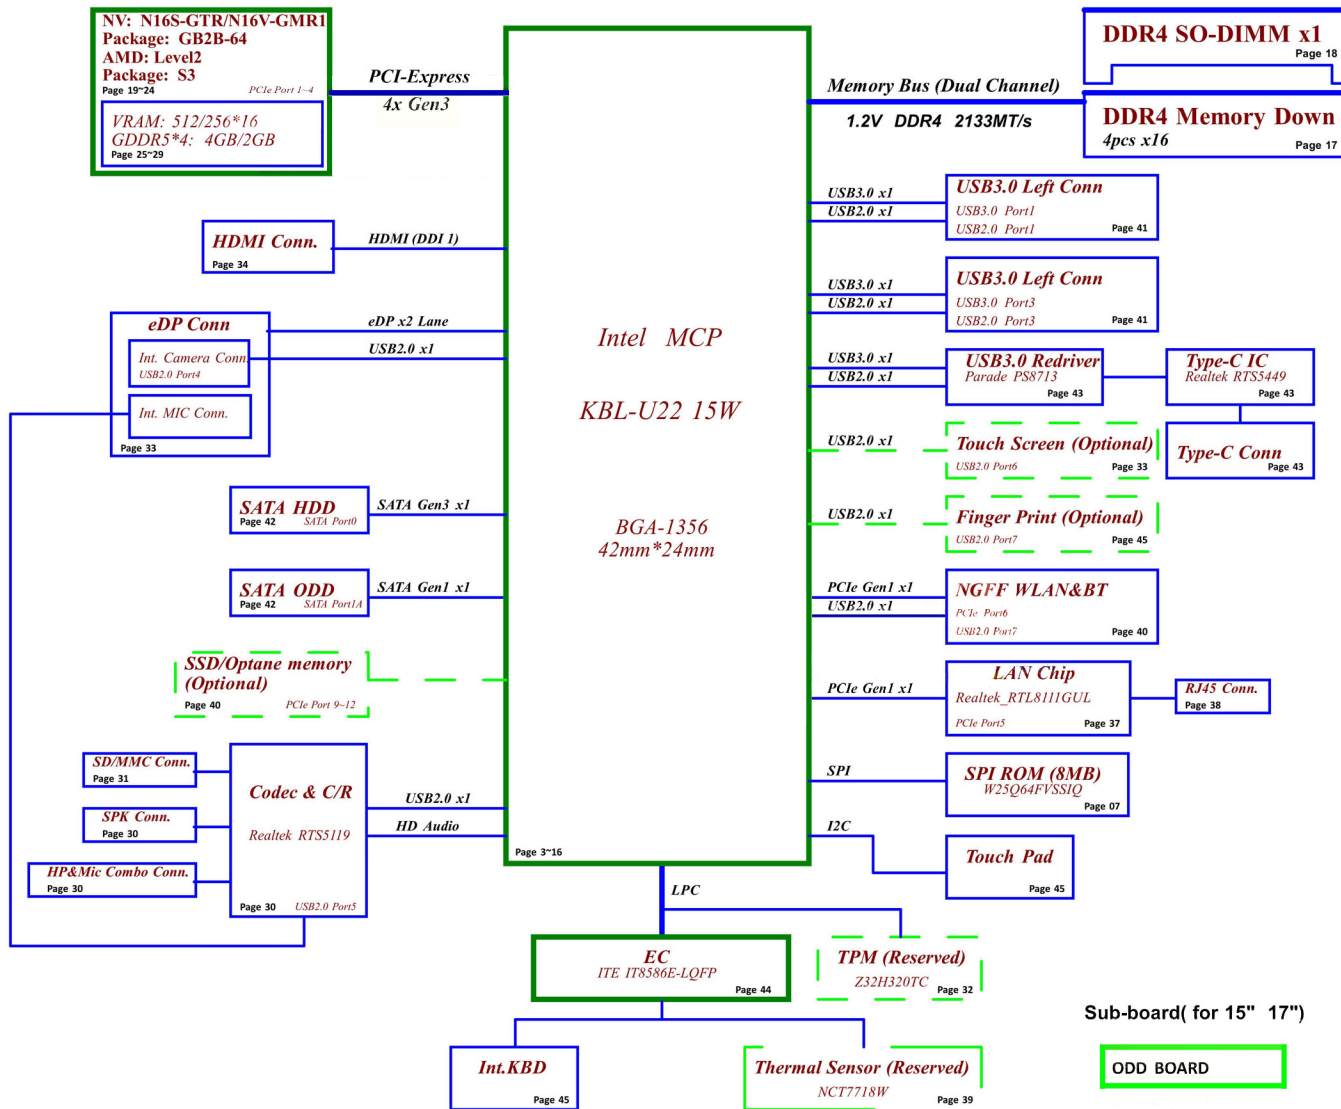 NV: N16S-GTR/N16V-GMR1
Package: GB2B-64
AMD: Level2
Package: S3
Page 19~24
PCIe Port 1~4
VRAM: 512/256*16
GDDR5*4: 4GB/2GB
Page 25~29
PCI-Express
4x Gen3
Memory Bus (Dual Channel)
1.2V DDR4 2133MT/s
DDR4 SO-DIMM x1
Page 18
DDR4 Memory Down
4pcs x16
Page 17
HDMI Conn.
Page 34
HDMI (DDI 1)
eDP Conn
Int. Camera Conn.
USB2.0 Port4
Int. MIC Conn.
Page 33
eDP x2 Lane
USB2.0 x1
SATA HDD
Page 42
SATA Port0
SATA Gen3 x1
SATA ODD
Page 42
SATA Port1A
SATA Gen1 x1
SSD/Optane memory
(Optional)
Page 40
PCIe Port 9~12
SD/MMC Conn.
Page 31
SPK Conn.
Page 30
HP&Mic Combo Conn.
Page 30
Codec & C/R
Realtek RTS5119
Page 30
USB2.0 Port5
USB2.0 x1
HD Audio
Intel MCP
KBL-U22 15W
BGA-1356
42mm*24mm
Page 3~16
USB3.0 x1
USB2.0 x1
USB3.0 Left Conn
USB3.0 Port1
USB2.0 Port1
Page 41
USB3.0 x1
USB2.0 x1
USB3.0 Left Conn
USB3.0 Port3
USB2.0 Port3
Page 41
USB3.0 x1
USB2.0 x1
USB3.0 Redriver
Parade PS8713
Page 43
Type-C IC
Realtek RTS5449
Page 43
Type-C Conn
Page 43
USB2.0 x1
Touch Screen (Optional)
USB2.0 Port6
Page 33
USB2.0 x1
Finger Print (Optional)
USB2.0 Port7
Page 45
PCIe Gen1 x1
USB2.0 x1
NGFF WLAN&BT
PCIe Port6
USB2.0 Port7
Page 40
PCIe Gen1 x1
LAN Chip
Realtek_RTL8111GUL
PCIe Port5
Page 37
RJ45 Conn.
Page 38
SPI
SPI ROM (8MB)
W25Q64FVSSIQ
Page 07
I2C
Touch Pad
Page 45
LPC
EC
ITE IT8586E-LQFP
Page 44
TPM (Reserved)
Z32H320TC
Page 32
Int.KBD
Page 45
Thermal Sensor (Reserved)
NCT7718W
Page 39
Sub-board( for 15" 17")
ODD BOARD